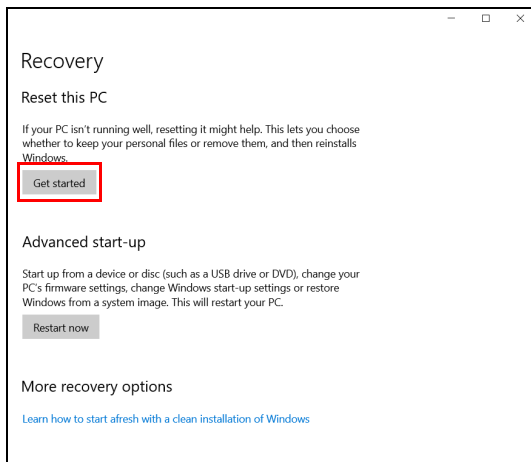 Recovery
Reset this PC
If your PC isn't running well, resetting it might help. This lets you choose
whether to keep your personal files or remove them, and then reinstalls
Windows.
Get started
Advanced start-up
Start up from a device or disc (such as a USB drive or DVD), change your
PC's firmware settings, change Windows start-up settings or restore
Windows from a system image. This will restart your PC.
Restart now
More recovery options
Learn how to start afresh with a clean installation of Windows